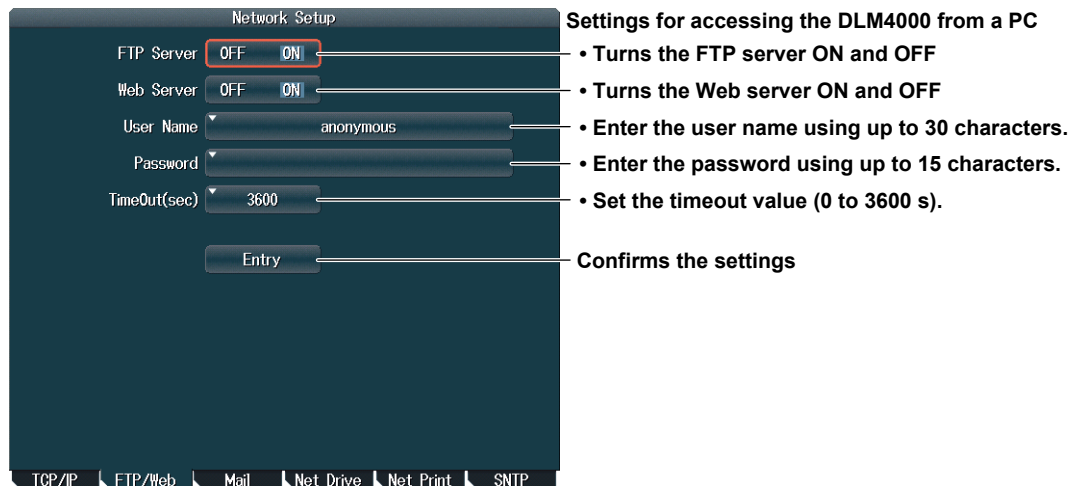 Network Setup
Settings for accessing the DLM4000 from a PC
FTP Server OFF ON
• Turns the FTP server ON and OFF
Web Server OFF ON
• Turns the Web server ON and OFF
User Name anonymous
• Enter the user name using up to 30 characters.
Password
• Enter the password using up to 15 characters.
TimeOut(sec) 3600
• Set the timeout value (0 to 3600 s).
Entry
Confirms the settings
TCP/IP FTP/Web Mail Net Drive Net Print SNTP